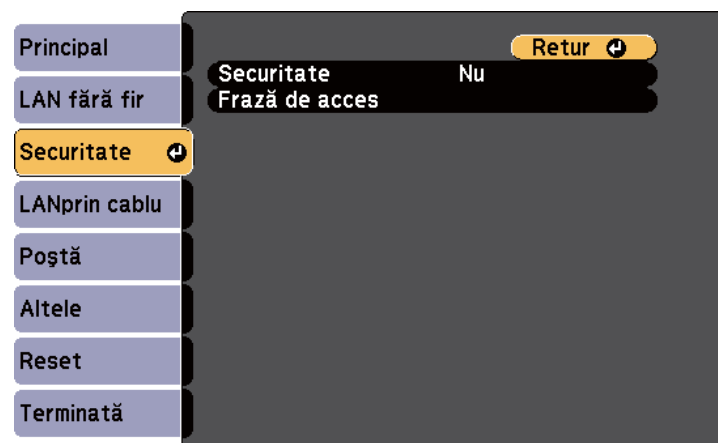 Principal
LAN fără fir
Securitate
LANprin cablu
Poştă
Altele
Reset
Terminată
Retur
Securitate Nu
Frază de acces